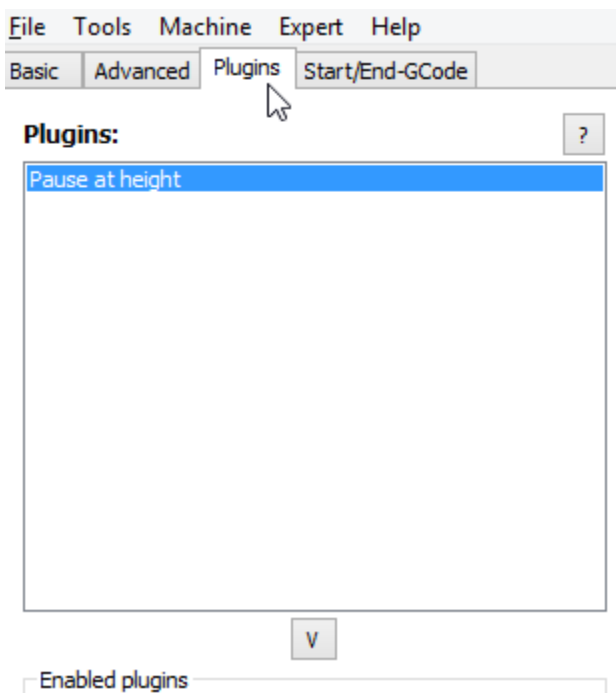 File Tools Machine Expert Help
Basic Advanced Plugins Start/End-GCode
Plugins: ?
Pause at height
V
Enabled plugins